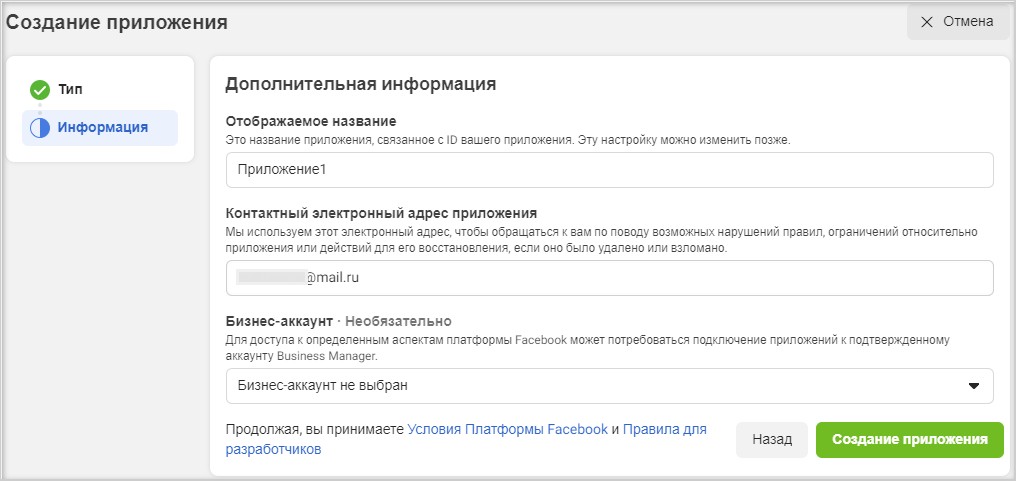 Создание приложения
Отмена
Тип
Информация
Дополнительная информация
Отображаемое название
Это название приложения, связанное с ID вашего приложения. Эту настройку можно изменить позже.
Приложение1
Контактный электронный адрес приложения
Мы используем этот электронный адрес, чтобы обращаться к вам по поводу возможных нарушений правил, ограничений относительно
приложения или действий для его восстановления, если оно было удалено или взломано.
@mail.ru
Бизнес-аккаунт · Необязательно
Для доступа к определенным аспектам платформы Facebook может потребоваться подключение приложений к подтвержденному
аккаунту Business Manager.
Бизнес-аккаунт не выбран
Продолжая, вы принимаете Условия Платформы Facebook и Правила для
разработчиков
Назад
Создание приложения